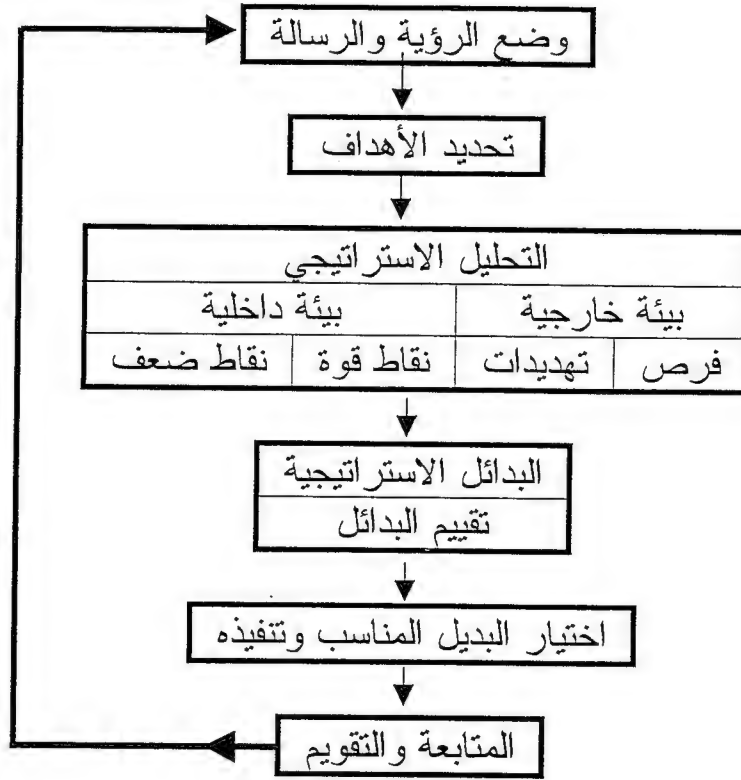 وضع الرؤية والرسالة
تحديد الأهداف
التحليل الاستراتيجي
بيئة خارجية بيئة داخلية
فرص تهديدات نقاط قوة نقاط ضعف
البدائل الاستراتيجية
تقييم البدائل
اختيار البديل المناسب وتنفيذه
المتابعة والتقويم